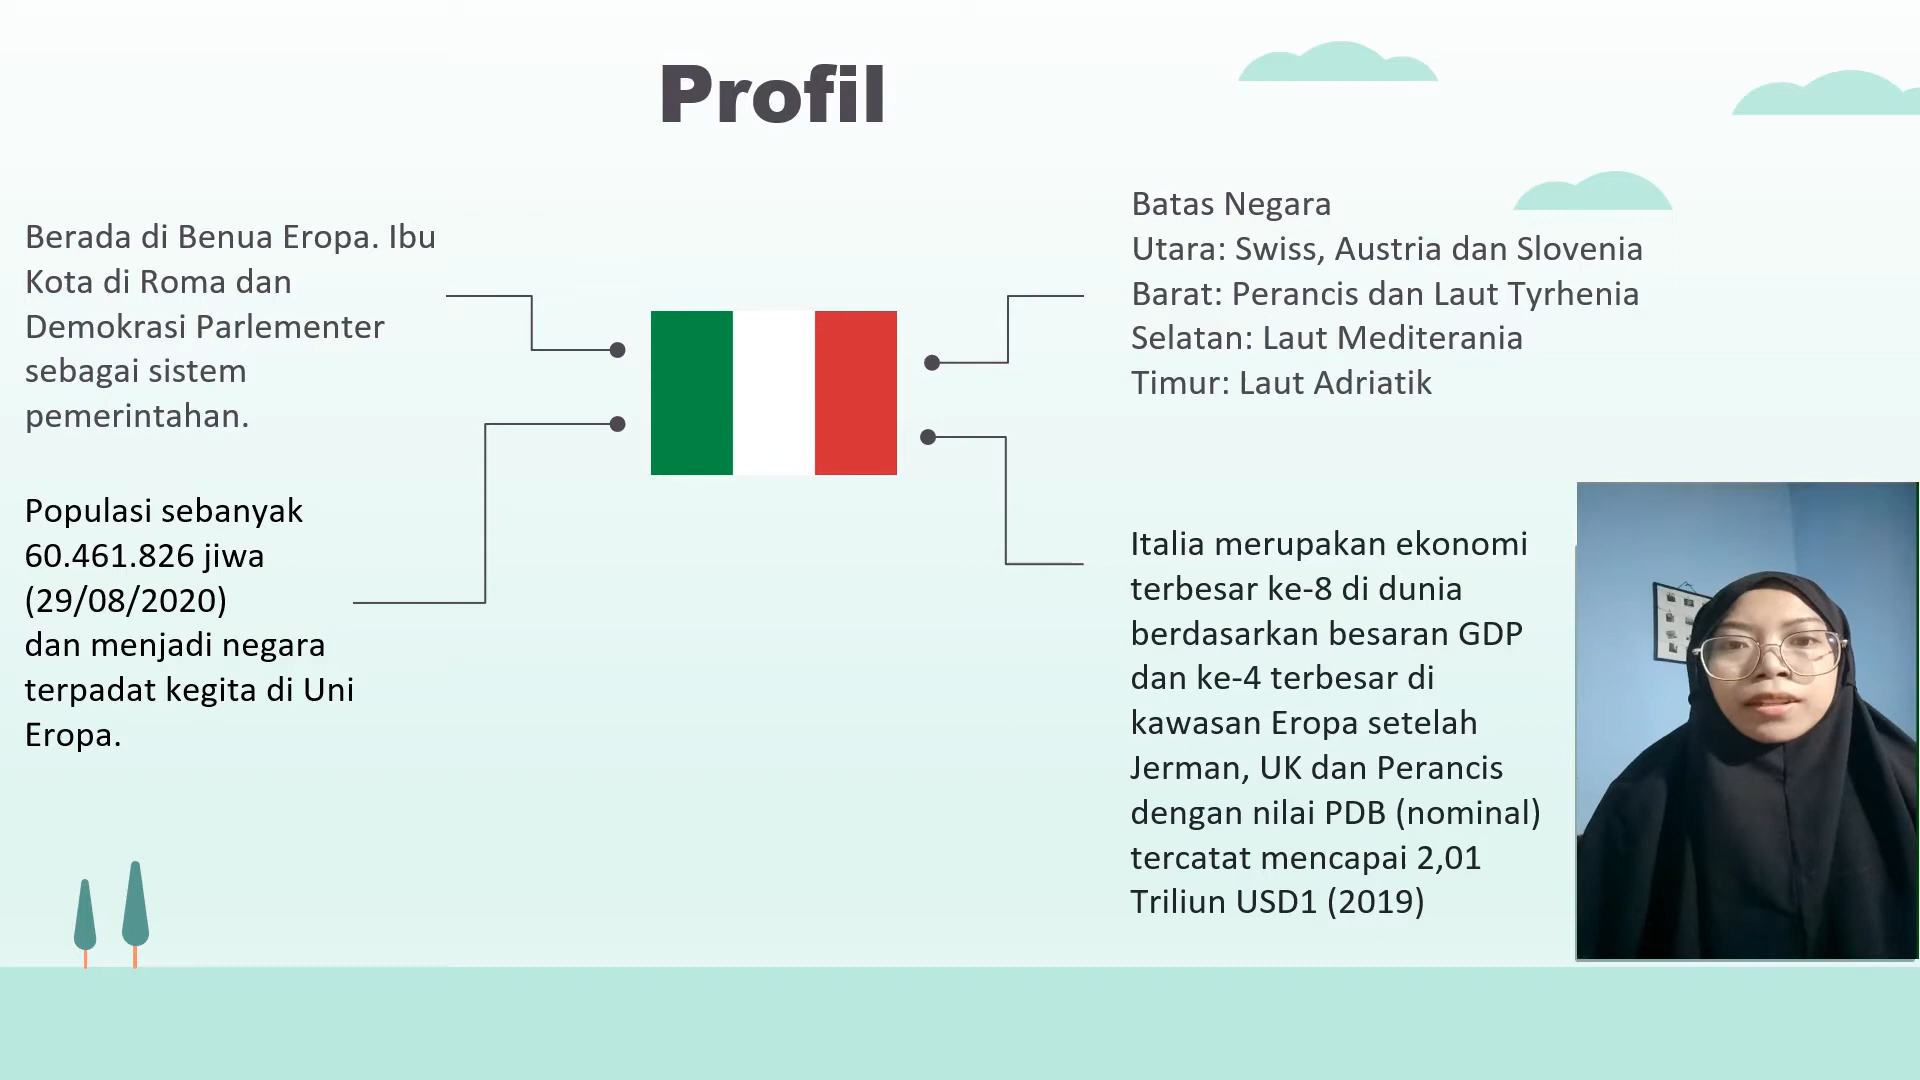 Profil
Berada di Benua Eropa. Ibu
Kota di Roma dan
Demokrasi Parlementer
sebagai sistem
pemerintahan.
Populasi sebanyak
60.461.826 jiwa
(29/08/2020)
dan menjadi negara
terpadat kegita di Uni
Eropa.
Batas Negara
Utara: Swiss, Austria dan Slovenia
Barat: Perancis dan Laut Tyrhenia
Selatan: Laut Mediterania
Timur: Laut Adriatik
Italia merupakan ekonomi
terbesar ke-8 di dunia
berdasarkan besaran GDP
dan ke-4 terbesar di
kawasan Eropa setelah
Jerman, UK dan Perancis
dengan nilai PDB (nominal)
tercatat mencapai 2,01
Triliun USD1 (2019)